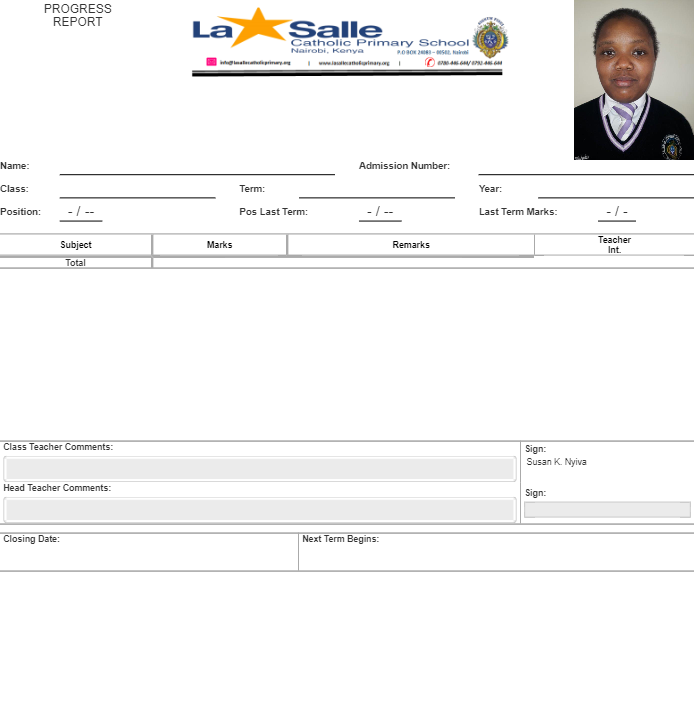 PROGRESS
REPORT
La Salle
Catholic Primary School
Nairobi, Kenya
P.O BOX 24083 – 00502, Nairobi
info@lasallecatholicprimary.org | www.lasallecatholicprimary.org | 0780-446-644/ 0792-446-644
Name: Admission Number:
Class: Term: Year:
Position: - / -- Pos Last Term: - / -- Last Term Marks: - / -
Subject Marks Remarks Teacher
Int.
Total
Class Teacher Comments: Sign:
Susan K. Nyiva
Head Teacher Comments: Sign:
Closing Date: Next Term Begins: